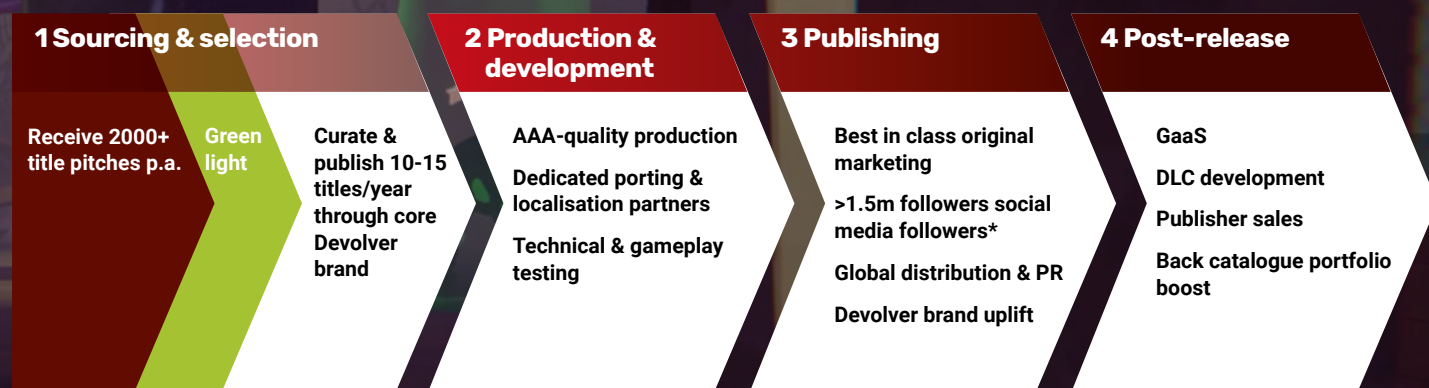 1 Sourcing & selection
Receive 2000+
title pitches p.a.
Green
light
Curate &
publish 10-15
titles/year
through core
Devolver
brand
2 Production &
development
AAA-quality production
Dedicated porting &
localisation partners
Technical & gameplay
testing
3 Publishing
Best in class original
marketing
>1.5m followers social
media followers*
Global distribution & PR
Devolver brand uplift
4 Post-release
GaaS
DLC development
Publisher sales
Back catalogue portfolio
boost